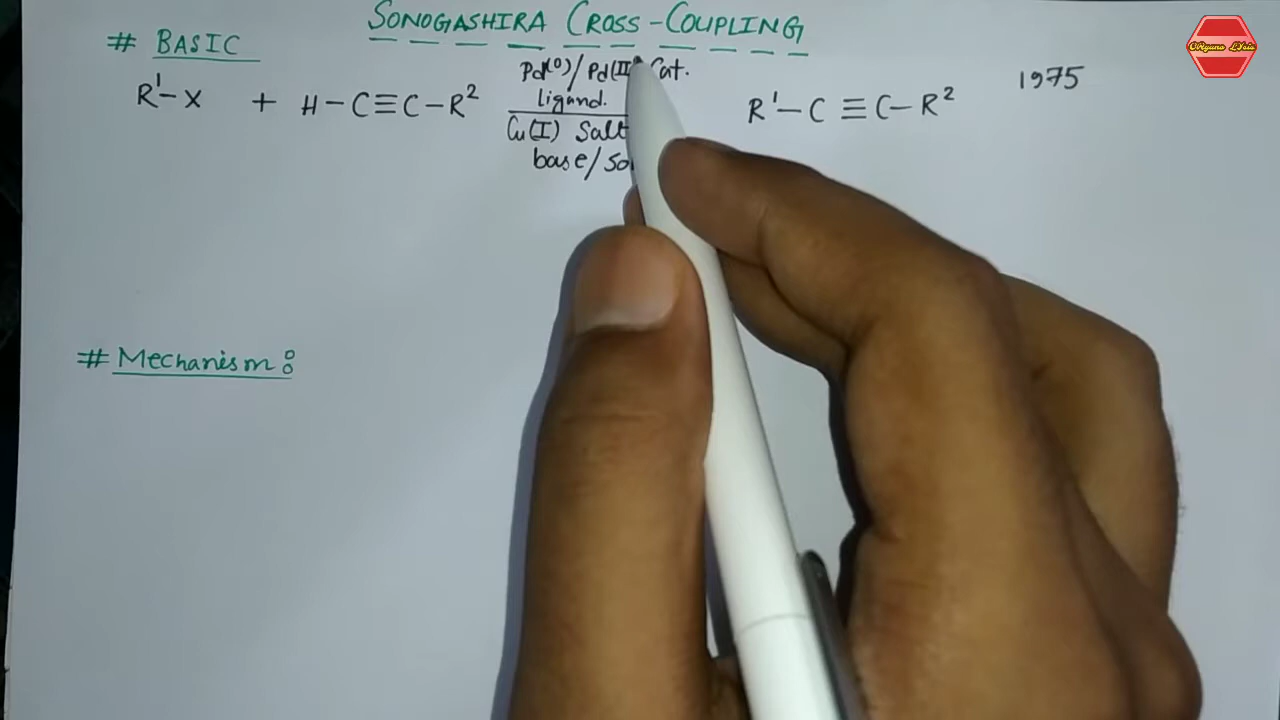 SONOGASHIRA CROSS-COUPLING
# BASIC
R¹-X + H-C≡C-R²
Pd(0)/Pd(II) Cat.
ligand.
Cu(I) Salt
base/
R¹-C≡C-R²
1975
# Mechanism: